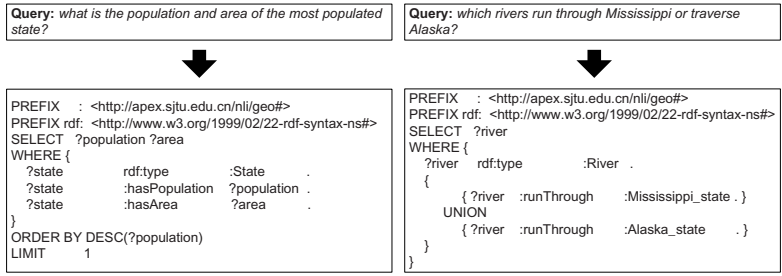 Query: what is the population and area of the most populated
state?
PREFIX : <http://apex.sjtu.edu.cn/nli/geo#>
PREFIX rdf: <http://www.w3.org/1999/02/22-rdf-syntax-ns#>
SELECT ?population ?area
WHERE {
?state rdf:type :State .
?state :hasPopulation ?population .
?state :hasArea ?area .
}
ORDER BY DESC(?population)
LIMIT 1
Query: which rivers run through Mississippi or traverse
Alaska?
PREFIX : <http://apex.sjtu.edu.cn/nli/geo#>
PREFIX rdf: <http://www.w3.org/1999/02/22-rdf-syntax-ns#>
SELECT ?river
WHERE {
?river rdf:type :River .
{
{ ?river :runThrough :Mississippi_state . }
UNION
{ ?river :runThrough :Alaska_state . }
}
}